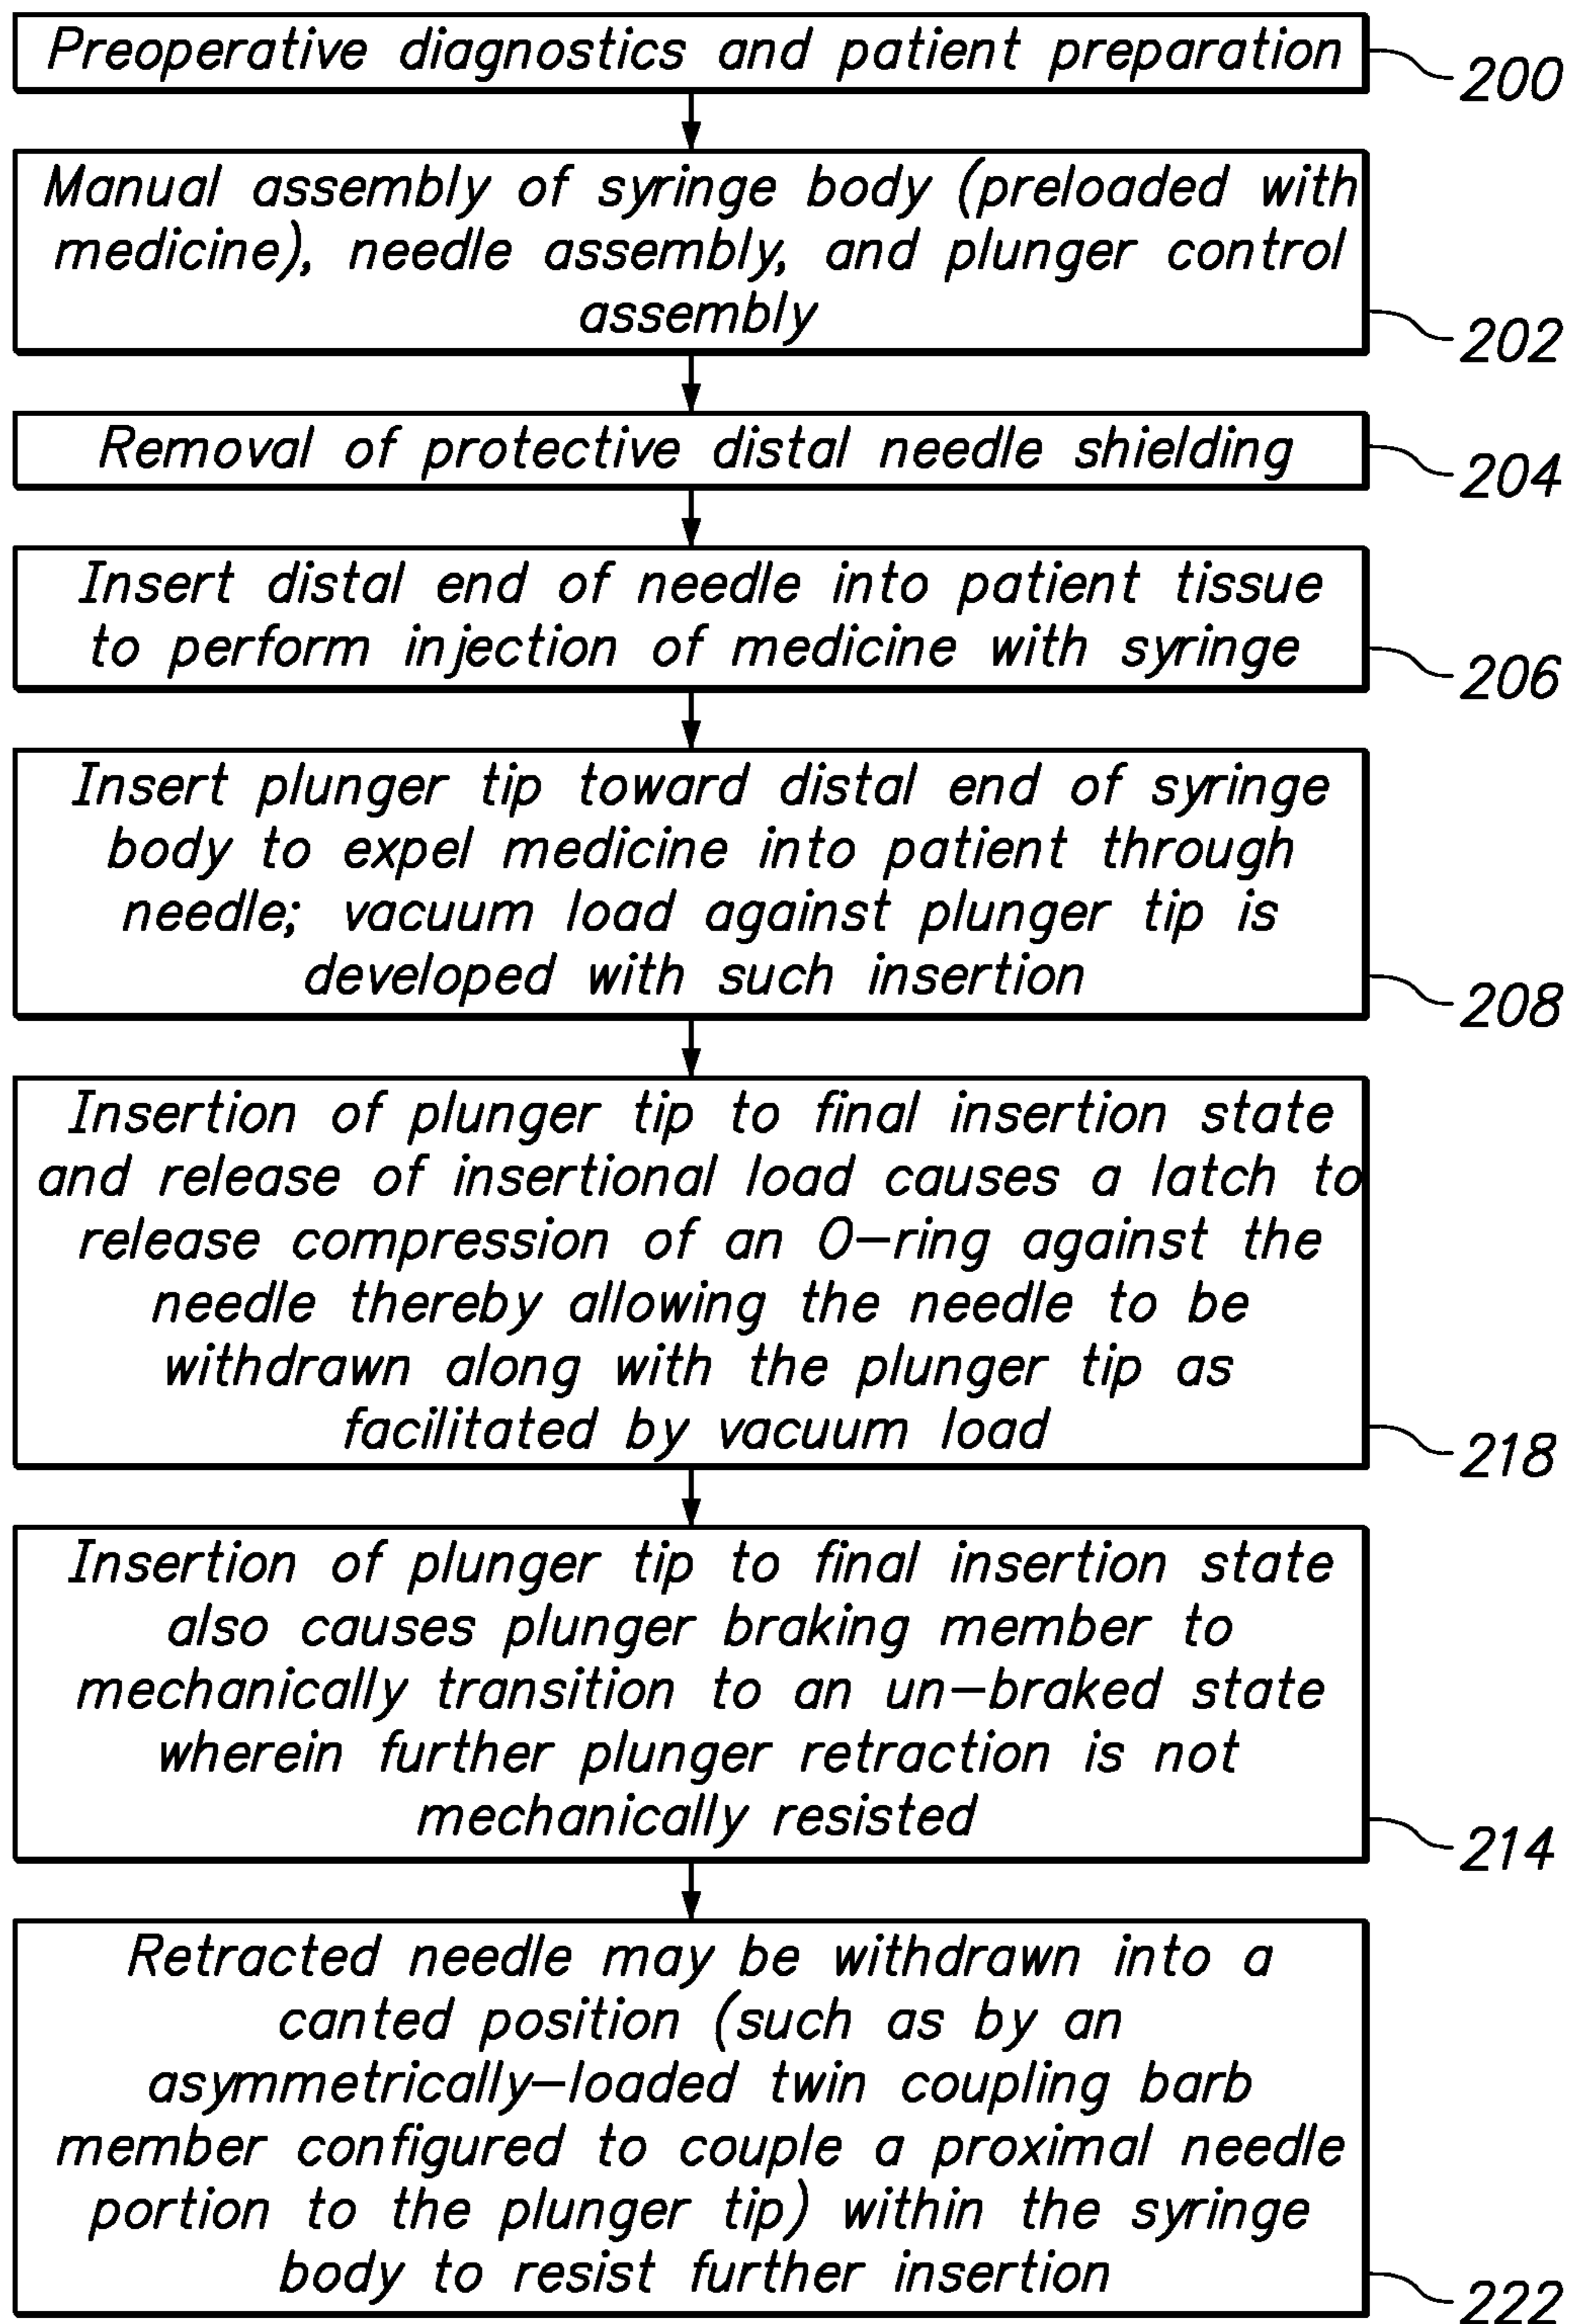 Preoperative diagnostics and patient preparation
200
Manual assembly of syringe body (preloaded with
medicine), needle assembly, and plunger control
assembly
202
Removal of protective distal needle shielding
204
Insert distal end of needle into patient tissue
to perform injection of medicine with syringe
206
Insert plunger tip toward distal end of syringe
body to expel medicine into patient through
needle; vacuum load against plunger tip is
developed with such insertion
208
Insertion of plunger tip to final insertion state
and release of insertional load causes a latch to
release compression of an O-ring against the
needle thereby allowing the needle to be
withdrawn along with the plunger tip as
facilitated by vacuum load
218
Insertion of plunger tip to final insertion state
also causes plunger braking member to
mechanically transition to an un-braked state
wherein further plunger retraction is not
mechanically resisted
214
Retracted needle may be withdrawn into a
canted position (such as by an
asymmetrically-loaded twin coupling barb
member configured to couple a proximal needle
portion to the plunger tip) within the syringe
body to resist further insertion
222